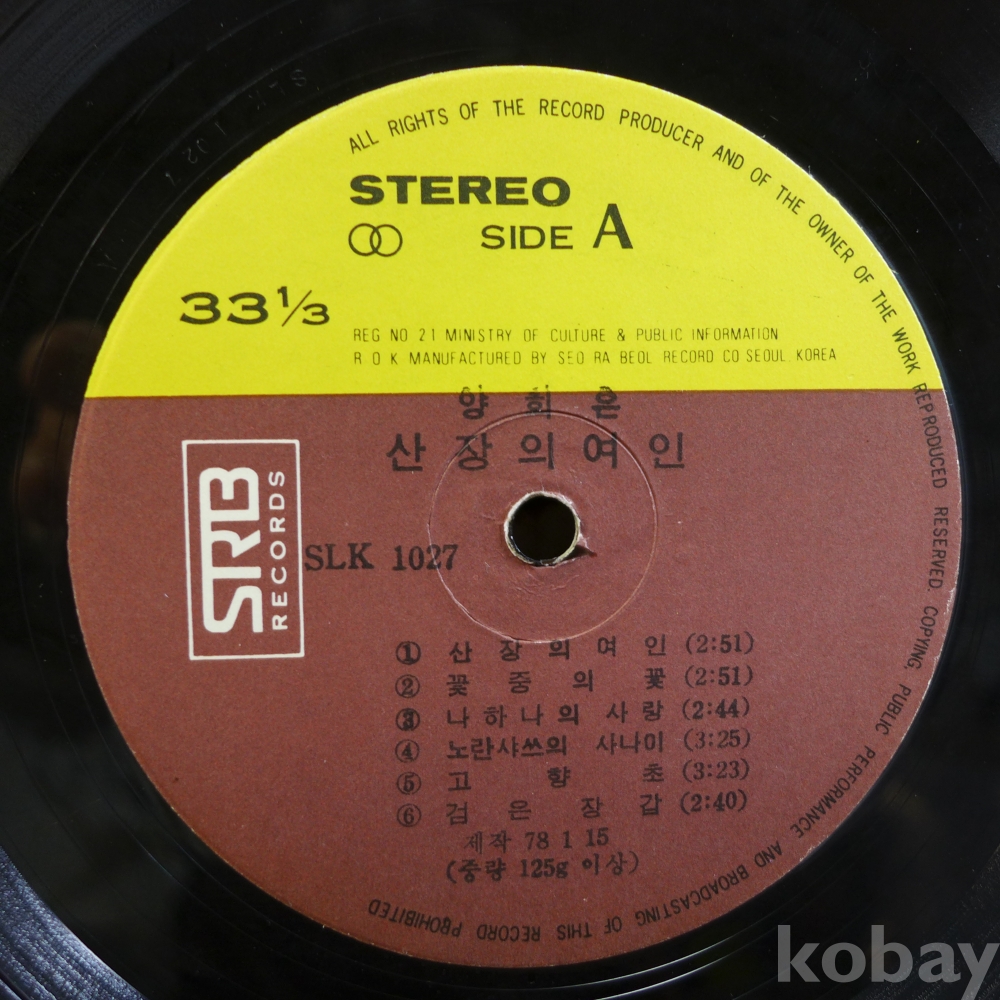 ALL RIGHTS OF THE RECORD PRODUCER AND OF THE OWNER OF THE WORK REPRODUCED RESERVED. COPYING, PUBLIC PERFORMANCE AND BROADCASTING OF THIS RECORD PROHIBITED
STEREO
SIDE A
33 1/3
REG NO 21 MINISTRY OF CULTURE & PUBLIC INFORMATION
R O K MANUFACTURED BY SEO RA BEOL RECORD CO SEOUL KOREA
양 희 은
산 장 의 여 인
SRB
RECORDS
SLK 1027
① 산 장 의 여 인 (2:51)
② 꽃 중 의 꽃 (2:51)
③ 나 하 나 의 사 랑 (2:44)
④ 노란샤쓰의 사나이 (3:25)
⑤ 고 향 초 (3:23)
⑥ 검 은 장 갑 (2:40)
제작 78 1 15
(중량 125g 이상)
kobay